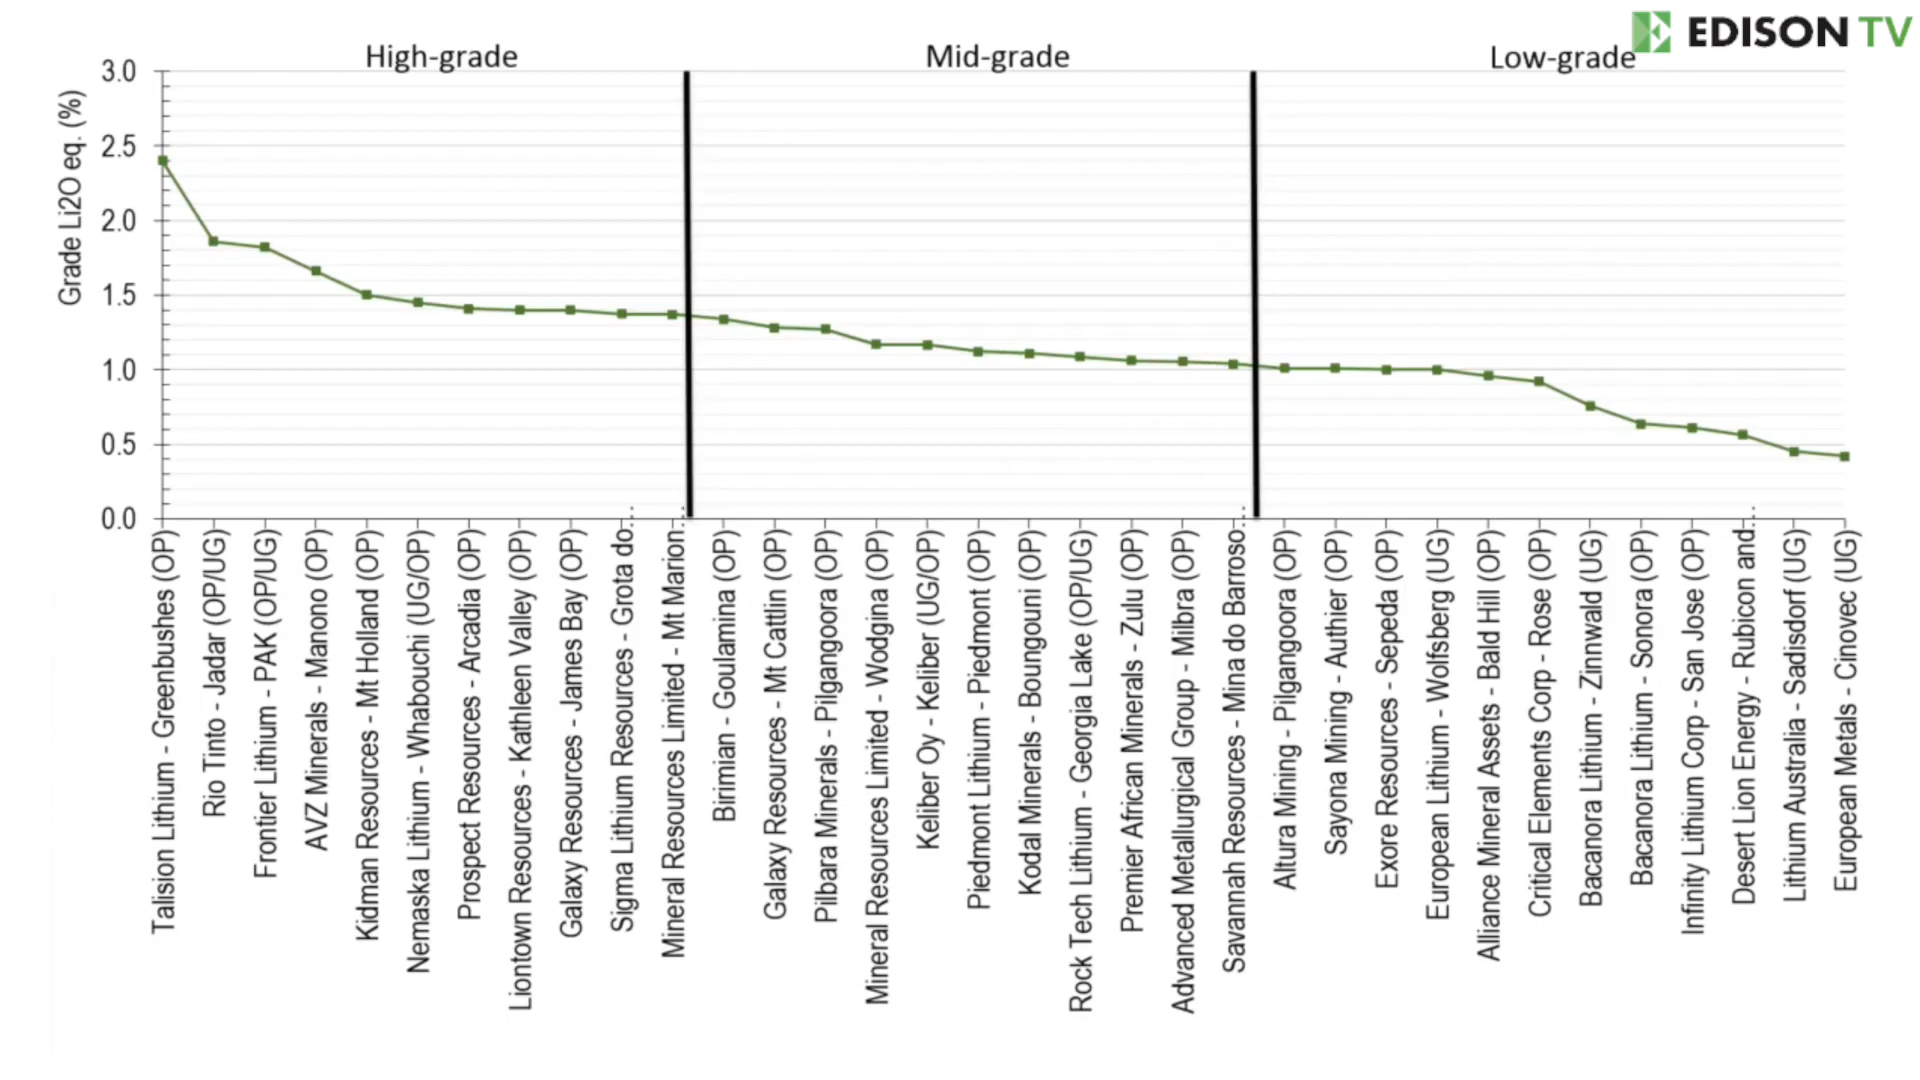 EDISON TV
High-grade
Mid-grade
Low-grade
Grade Li2O eq. (%)
3.0
2.5
2.0
1.5
1.0
0.5
0.0
Talision Lithium - Greenbushes (OP)
Rio Tinto - Jadar (OP/UG)
Frontier Lithium - PAK (OP/UG)
AVZ Minerals - Manono (OP)
Kidman Resources - Mt Holland (OP)
Nemaska Lithium - Whabouchi (UG/OP)
Prospect Resources - Arcadia (OP)
Liontown Resources - Kathleen Valley (OP)
Galaxy Resources - James Bay (OP)
Sigma Lithium Resources - Grota do...
Mineral Resources Limited - Mt Marion...
Birimian - Goulamina (OP)
Galaxy Resources - Mt Cattlin (OP)
Pilbara Minerals - Pilgangoora (OP)
Mineral Resources Limited - Wodgina (OP)
Keliber Oy - Keliber (UG/OP)
Piedmont Lithium - Piedmont (OP)
Kodal Minerals - Boungouni (OP)
Rock Tech Lithium - Georgia Lake (OP/UG)
Premier African Minerals - Zulu (OP)
Advanced Metallurgical Group - Milbra (OP)
Savannah Resources - Mina do Barroso...
Altura Mining - Pilgangoora (OP)
Sayona Mining - Authier (OP)
Exore Resources - Sepeda (OP)
European Lithium - Wolfsberg (UG)
Alliance Mineral Assets - Bald Hill (OP)
Critical Elements Corp - Rose (OP)
Bacanora Lithium - Zinnwald (UG)
Bacanora Lithium - Sonora (OP)
Infinity Lithium Corp - San Jose (OP)
Desert Lion Energy - Rubicon and...
Lithium Australia - Sadisdorf (UG)
European Metals - Cinovec (UG)